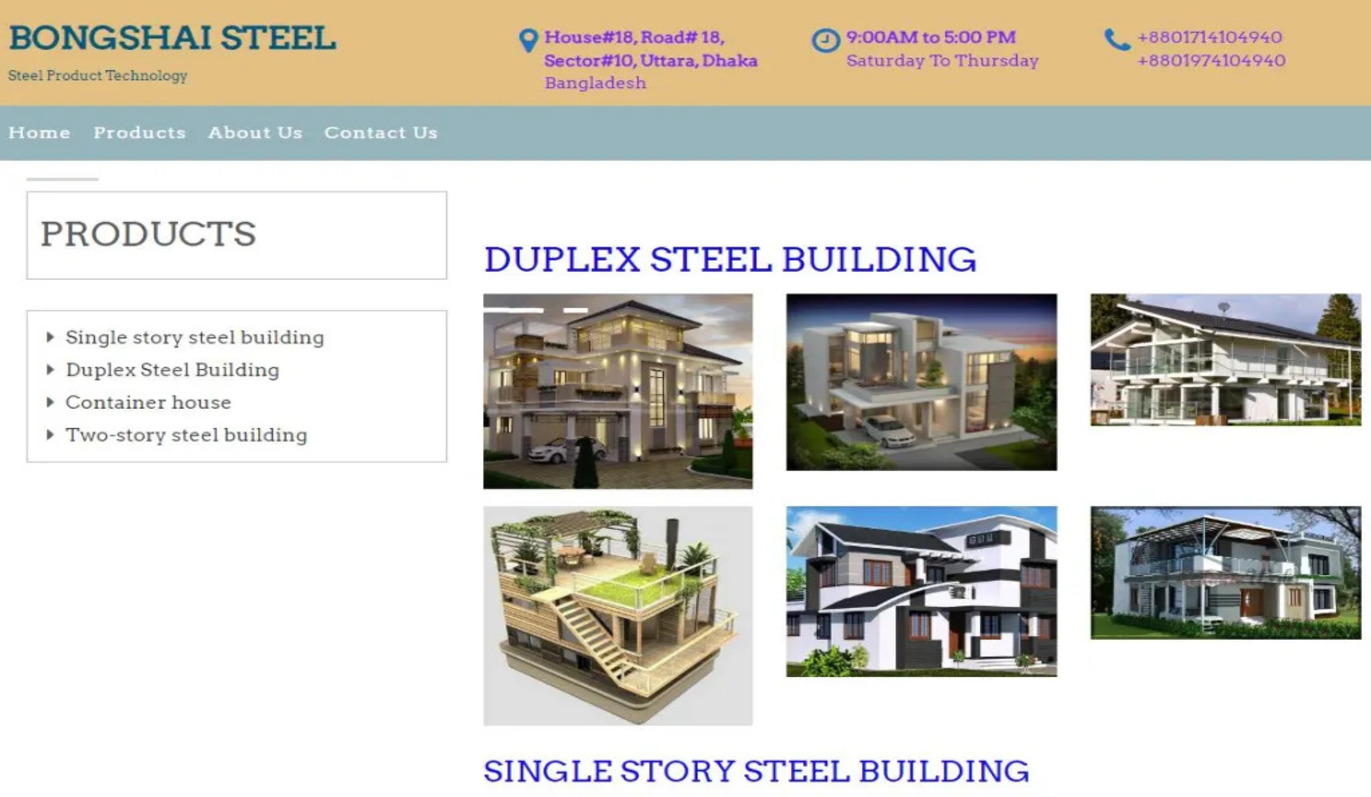 BONGSHAI STEEL
Steel Product Technology
House#18, Road# 18,
Sector#10, Uttara, Dhaka
Bangladesh
9:00AM to 5:00 PM
Saturday To Thursday
+8801714104940
+8801974104940
Home Products About Us Contact Us
PRODUCTS
Single story steel building
Duplex Steel Building
Container house
Two-story steel building
DUPLEX STEEL BUILDING
SINGLE STORY STEEL BUILDING